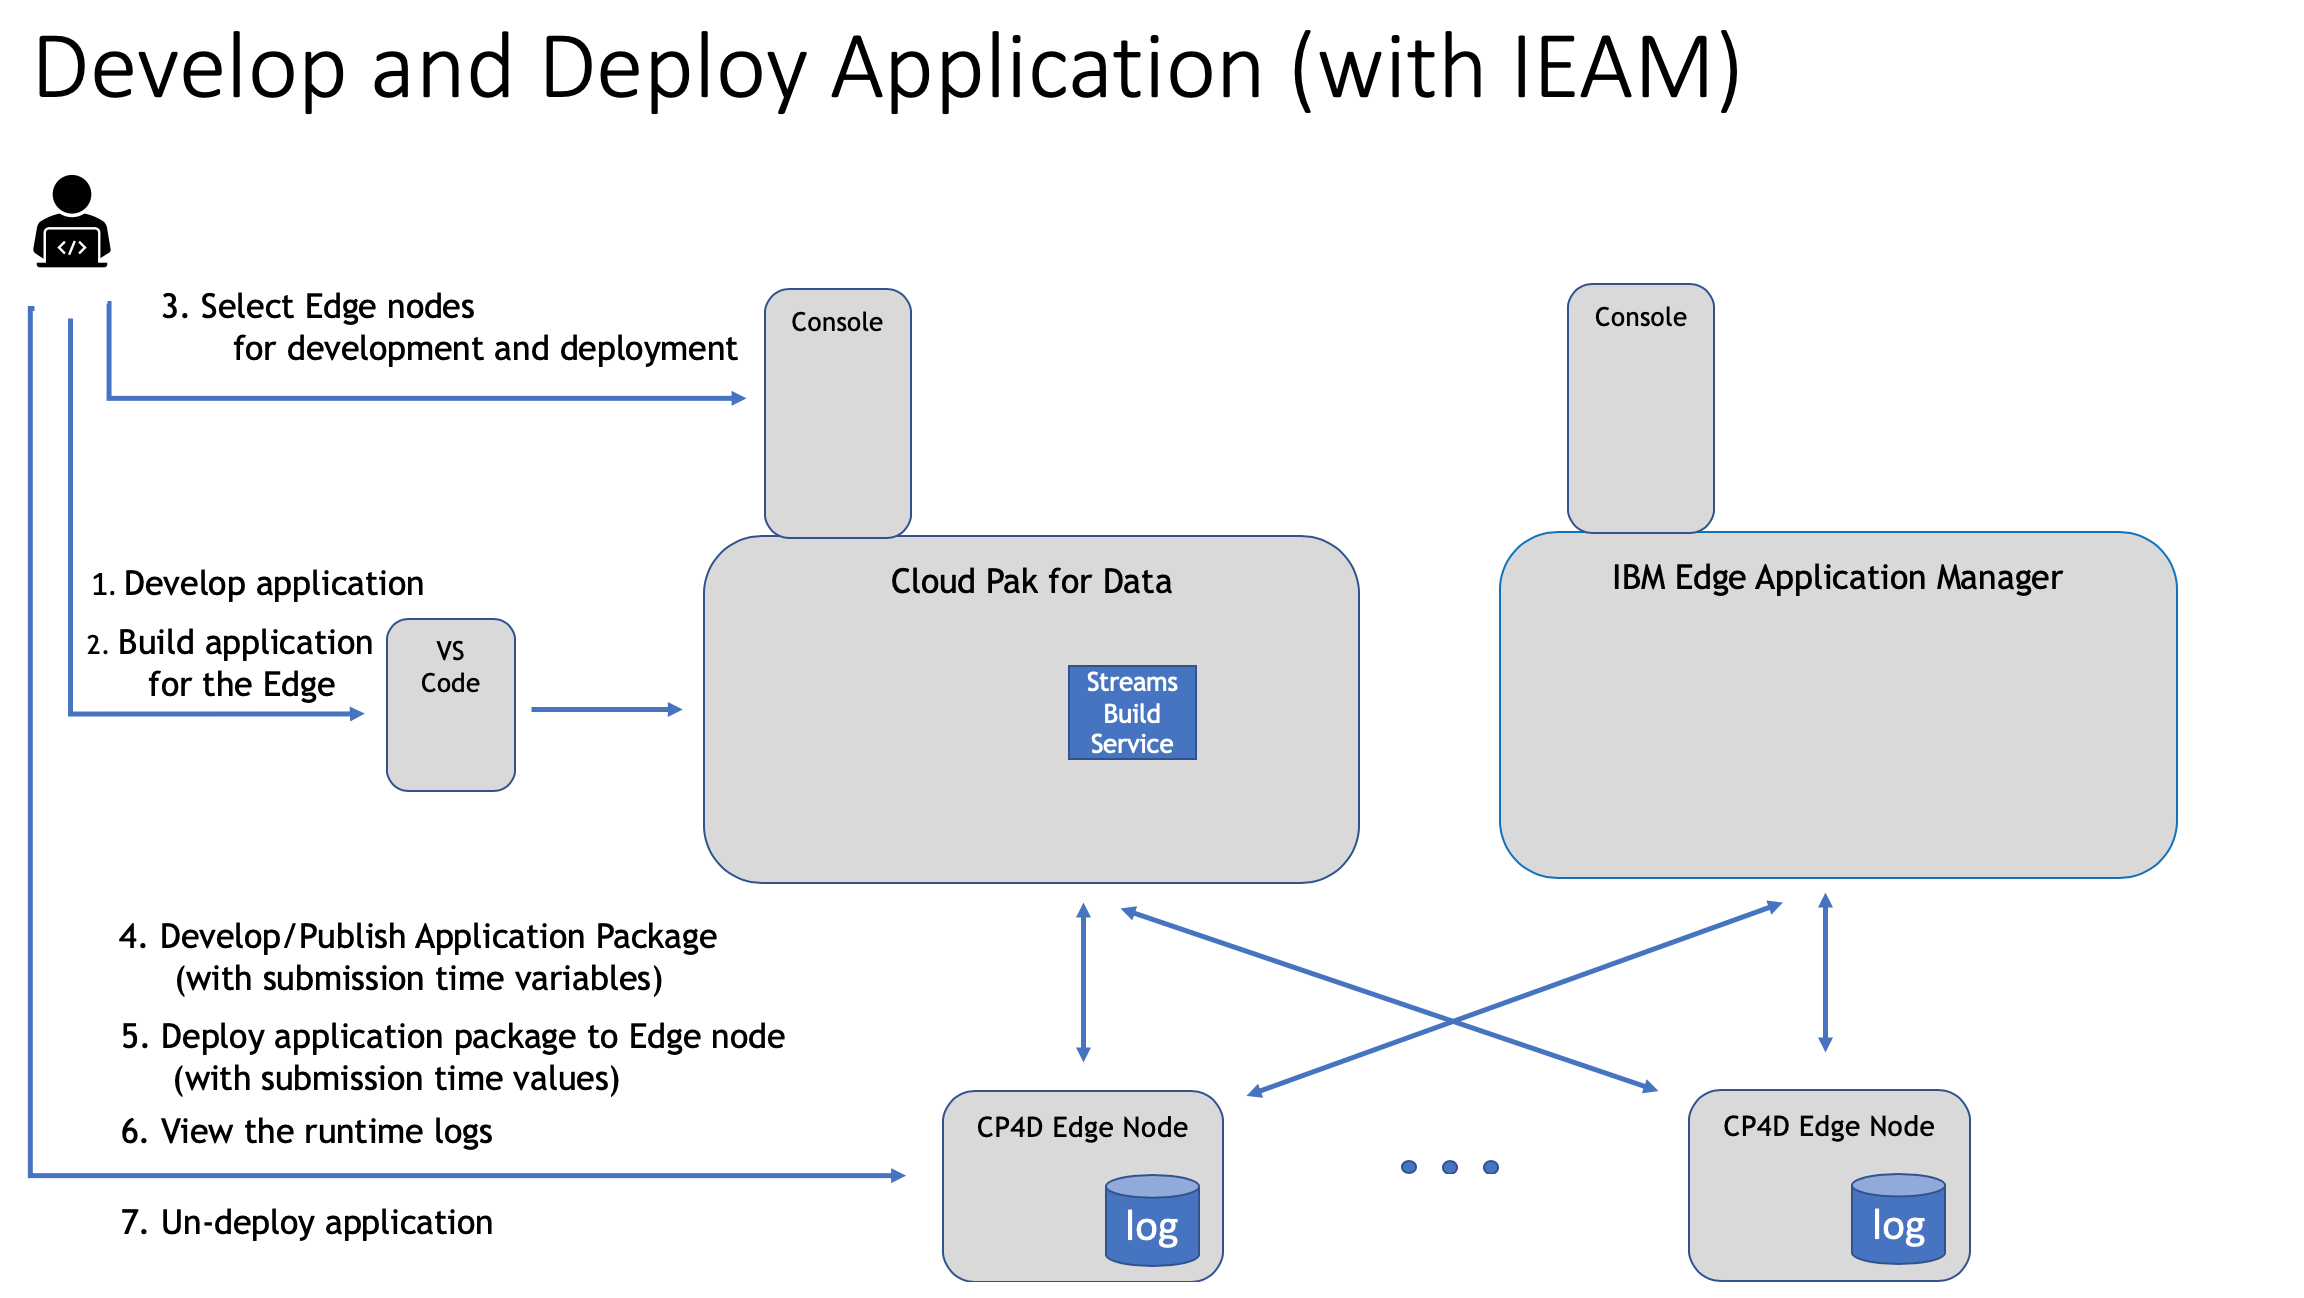 Develop and Deploy Application (with IEAM)
</>
3. Select Edge nodes
for development and deployment
Console
Console
1. Develop application
2. Build application
for the Edge
VS
Code
Cloud Pak for Data
Streams
Build
Service
IBM Edge Application Manager
4. Develop/Publish Application Package
(with submission time variables)
5. Deploy application package to Edge node
(with submission time values)
6. View the runtime logs
7. Un-deploy application
CP4D Edge Node
log
CP4D Edge Node
log